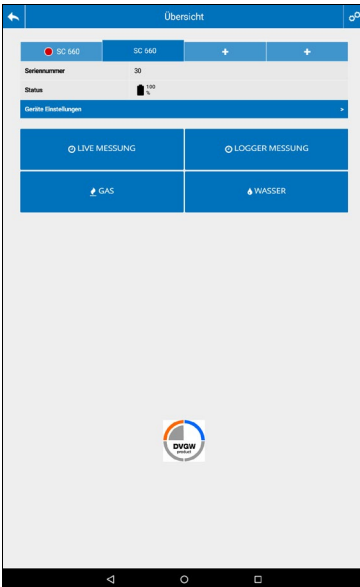 Übersicht
SC 660
SC 660
+
+
Seriennummer
30
Status
100
%
Geräte Einstellungen
>
LIVE MESSUNG
LOGGER MESSUNG
GAS
WASSER
DVGW
product